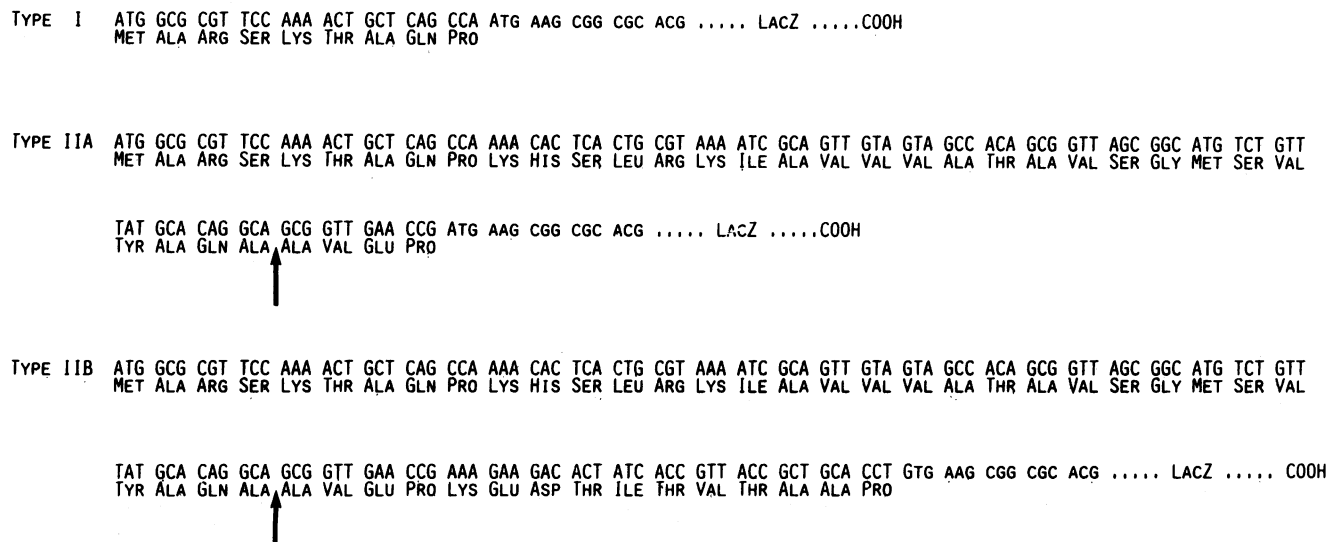 TYPE I ATG GCG CGT TCC AAA ACT GCT CAG CCA ATG AAG CGG CGC ACG ..... LACZ .....COOH
MET ALA ARG SER LYS THR ALA GLN PRO
TYPE IIA ATG GCG CGT TCC AAA ACT GCT CAG CCA AAA CAC TCA CTG CGT AAA ATC GCA GTT GTA GTA GCC ACA GCG GTT AGC GGC ATG TCT GTT
MET ALA ARG SER LYS THR ALA GLN PRO LYS HIS SER LEU ARG LYS ILE ALA VAL VAL VAL ALA THR ALA VAL SER GLY MET SER VAL
TAT GCA CAG GCA GCG GTT GAA CCG ATG AAG CGG CGC ACG ..... LACZ .....COOH
TYR ALA GLN ALA ALA VAL GLU PRO
TYPE IIB ATG GCG CGT TCC AAA ACT GCT CAG CCA AAA CAC TCA CTG CGT AAA ATC GCA GTT GTA GTA GCC ACA GCG GTT AGC GGC ATG TCT GTT
MET ALA ARG SER LYS THR ALA GLN PRO LYS HIS SER LEU ARG LYS ILE ALA VAL VAL VAL ALA THR ALA VAL SER GLY MET SER VAL
TAT GCA CAG GCA GCG GTT GAA CCG AAA GAA GAC ACT ATC ACC GTT ACC GCT GCA CCT GTG AAG CGG CGC ACG ..... LACZ ..... COOH
TYR ALA GLN ALA ALA VAL GLU PRO LYS GLU ASP THR ILE THR VAL THR ALA ALA PRO